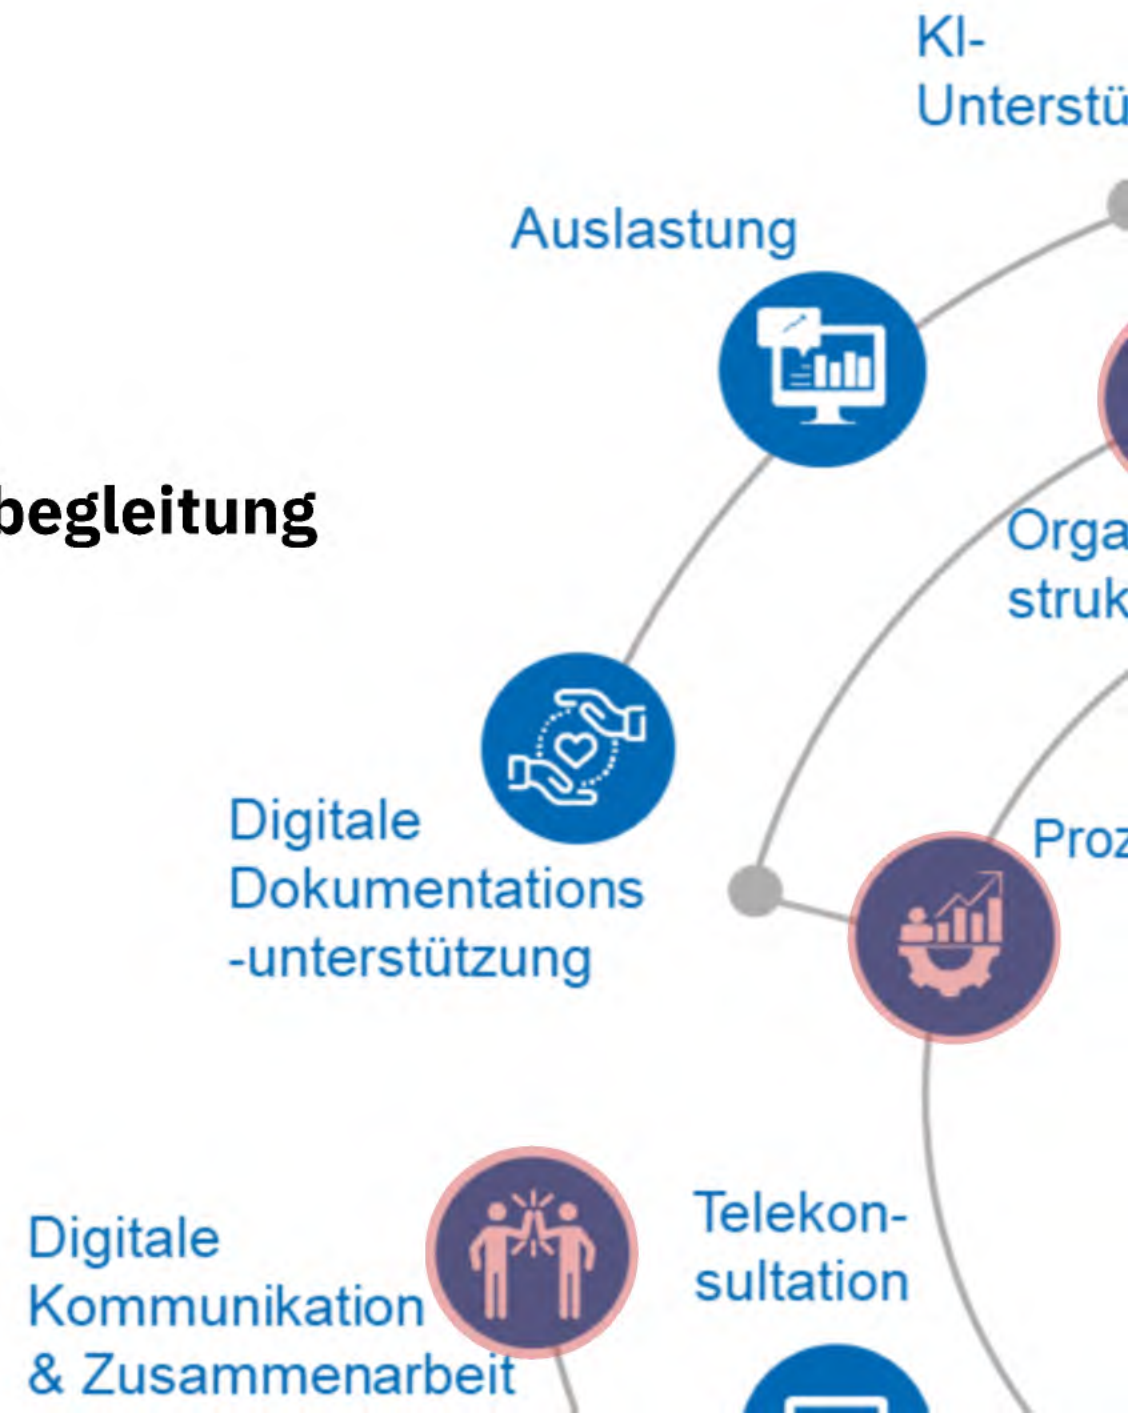 KI-
Unterstü
Auslastung
begleitung
Orga
struk
Digitale
Dokumentations
-unterstützung
Proz
Telekon-
sultation
Digitale
Kommunikation
& Zusammenarbeit